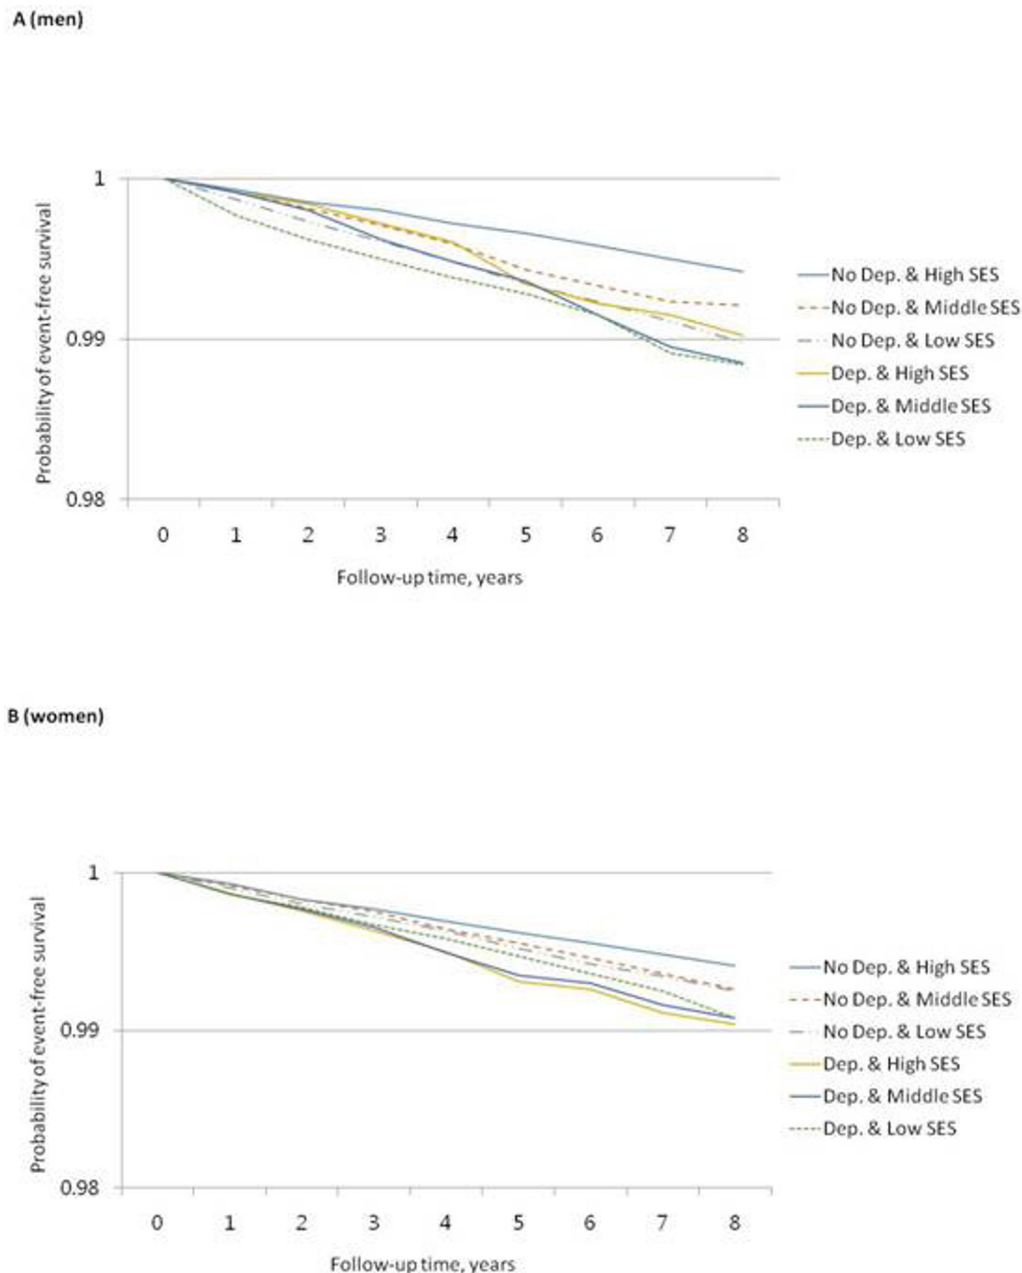 A (men)
Probability of event-free survival
1
0.99
0.98
0 1 2 3 4 5 6 7 8
Follow-up time, years
No Dep. & High SES
No Dep. & Middle SES
No Dep. & Low SES
Dep. & High SES
Dep. & Middle SES
Dep. & Low SES
B (women)
Probability of event-free survival
1
0.99
0.98
0 1 2 3 4 5 6 7 8
Follow-up time, years
No Dep. & High SES
No Dep. & Middle SES
No Dep. & Low SES
Dep. & High SES
Dep. & Middle SES
Dep. & Low SES